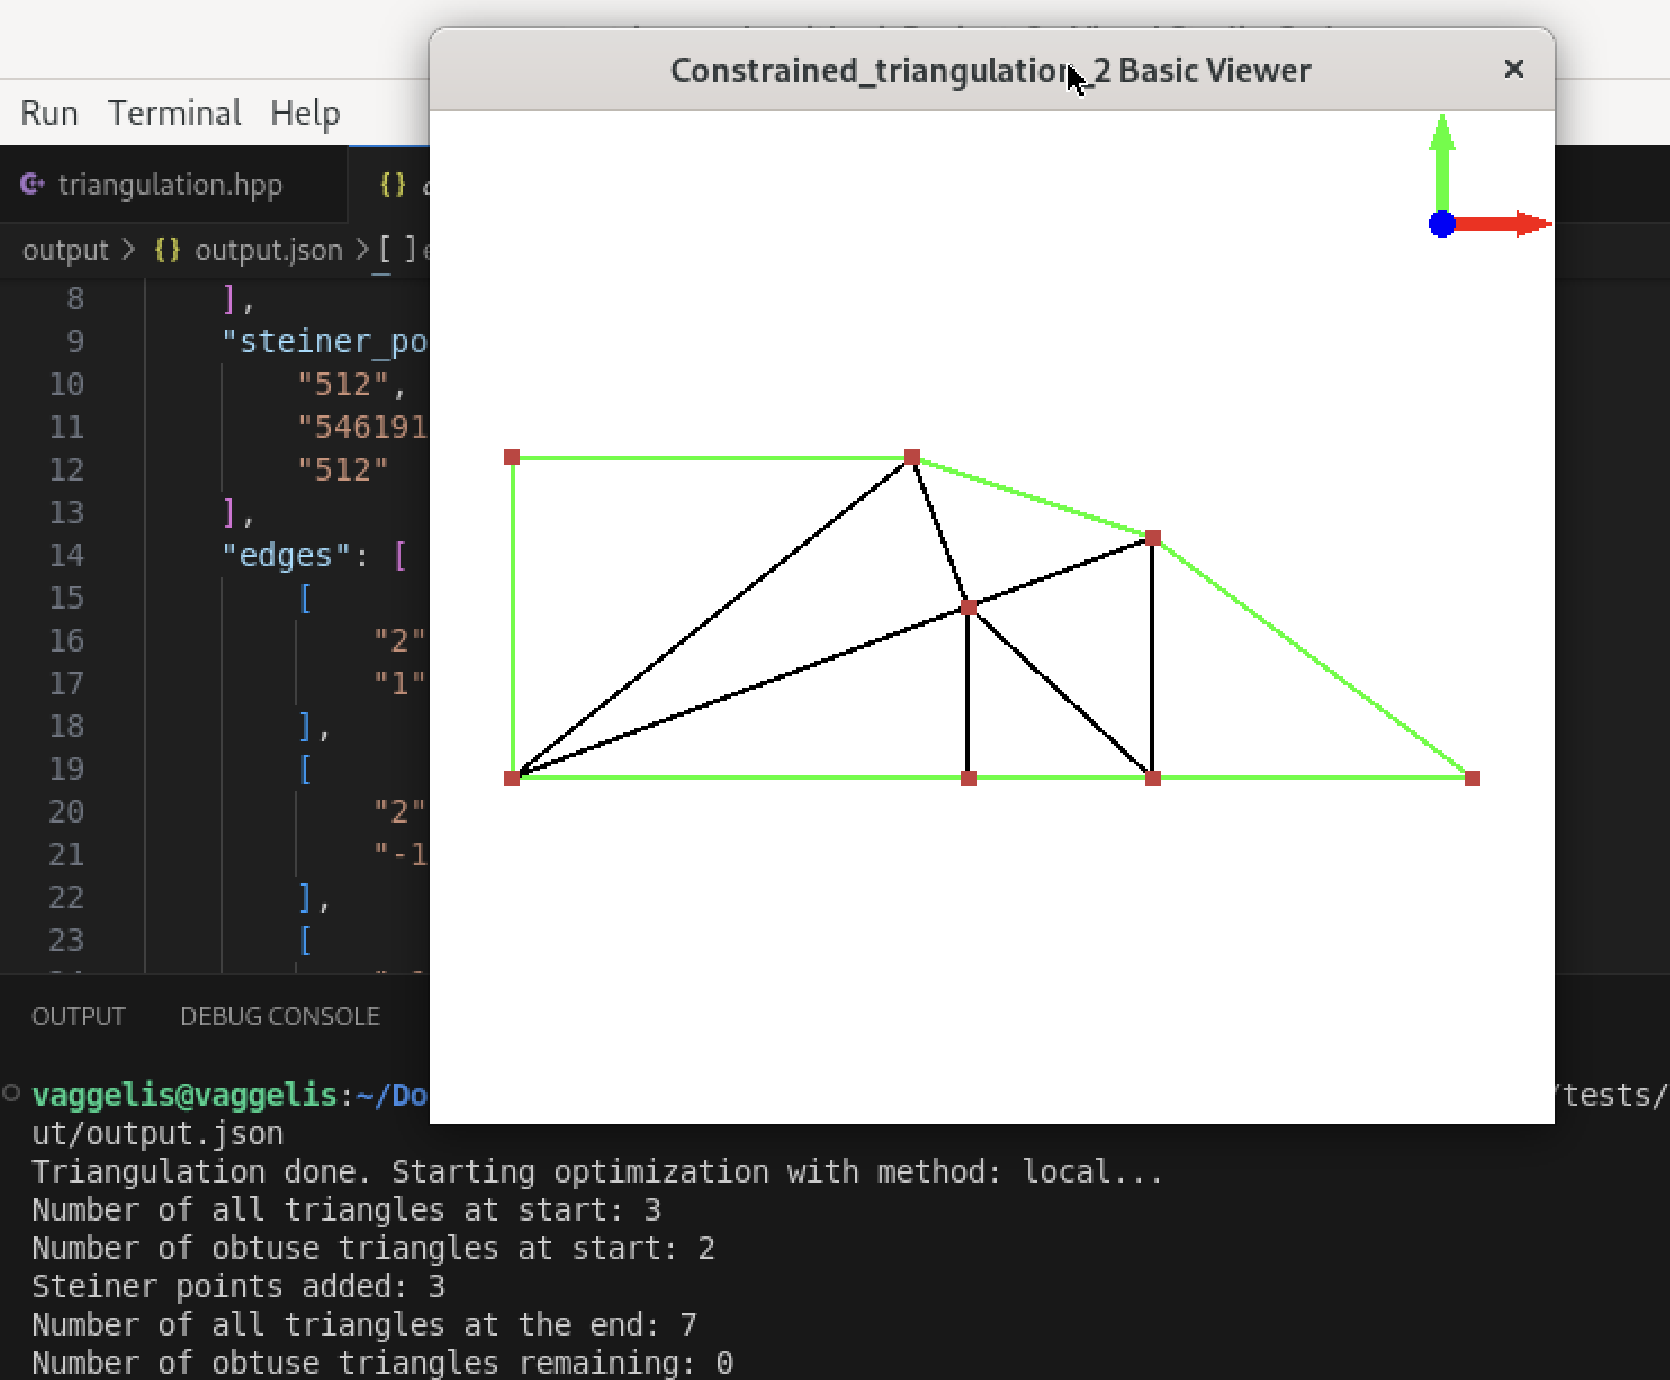 Constrained_triangulation_2 Basic Viewer
Run Terminal Help
triangulation.hpp {}
output > {} output.json > [ ] e
8 ],
9 "steiner_po
10 "512",
11 "546191
12 "512"
13 ],
14 "edges": [
15 [
16 "2"
17 "1"
18 ],
19 [
20 "2"
21 "-1
22 ],
23 [
OUTPUT DEBUG CONSOLE
vaggelis@vaggelis:~/Do /tests/
ut/output.json
Triangulation done. Starting optimization with method: local...
Number of all triangles at start: 3
Number of obtuse triangles at start: 2
Steiner points added: 3
Number of all triangles at the end: 7
Number of obtuse triangles remaining: 0